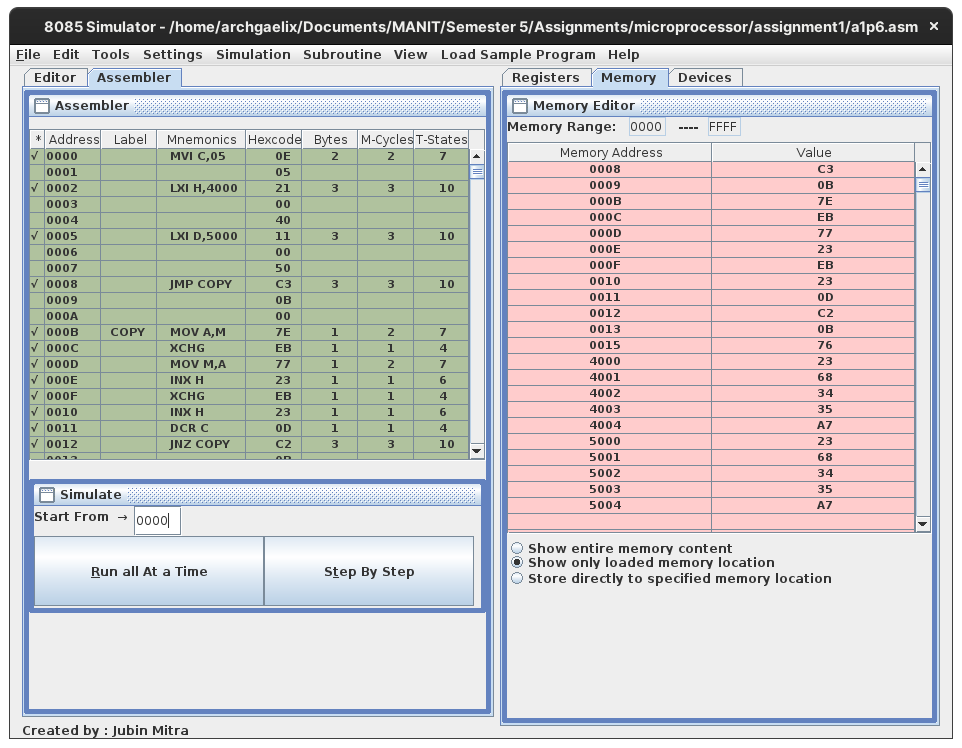 8085 Simulator - /home/archgaelix/Documents/MANIT/Semester 5/Assignments/microprocessor/assignment1/a1p6.asm ×
File Edit Tools Settings Simulation Subroutine View Load Sample Program Help
Editor Assembler
Assembler
* Address Label Mnemonics Hexcode Bytes M-Cycles T-States
√ 0000 MVI C,05 0E 2 2 7
0001 05
√ 0002 LXI H,4000 21 3 3 10
0003 00
0004 40
√ 0005 LXI D,5000 11 3 3 10
0006 00
0007 50
√ 0008 JMP COPY C3 3 3 10
0009 0B
000A 00
√ 000B COPY MOV A,M 7E 1 2 7
√ 000C XCHG EB 1 1 4
√ 000D MOV M,A 77 1 2 7
√ 000E INX H 23 1 1 6
√ 000F XCHG EB 1 1 4
√ 0010 INX H 23 1 1 6
√ 0011 DCR C 0D 1 1 4
√ 0012 JNZ COPY C2 3 3 10
0013 0B
Simulate
Start From → 0000
Run all At a Time Step By Step
Registers Memory Devices
Memory Editor
Memory Range: 0000 ---- FFFF
Memory Address Value
0008 C3
0009 0B
000B 7E
000C EB
000D 77
000E 23
000F EB
0010 23
0011 0D
0012 C2
0013 0B
0015 76
4000 23
4001 68
4002 34
4003 35
4004 A7
5000 23
5001 68
5002 34
5003 35
5004 A7
Show entire memory content
Show only loaded memory location
Store directly to specified memory location
Created by : Jubin Mitra